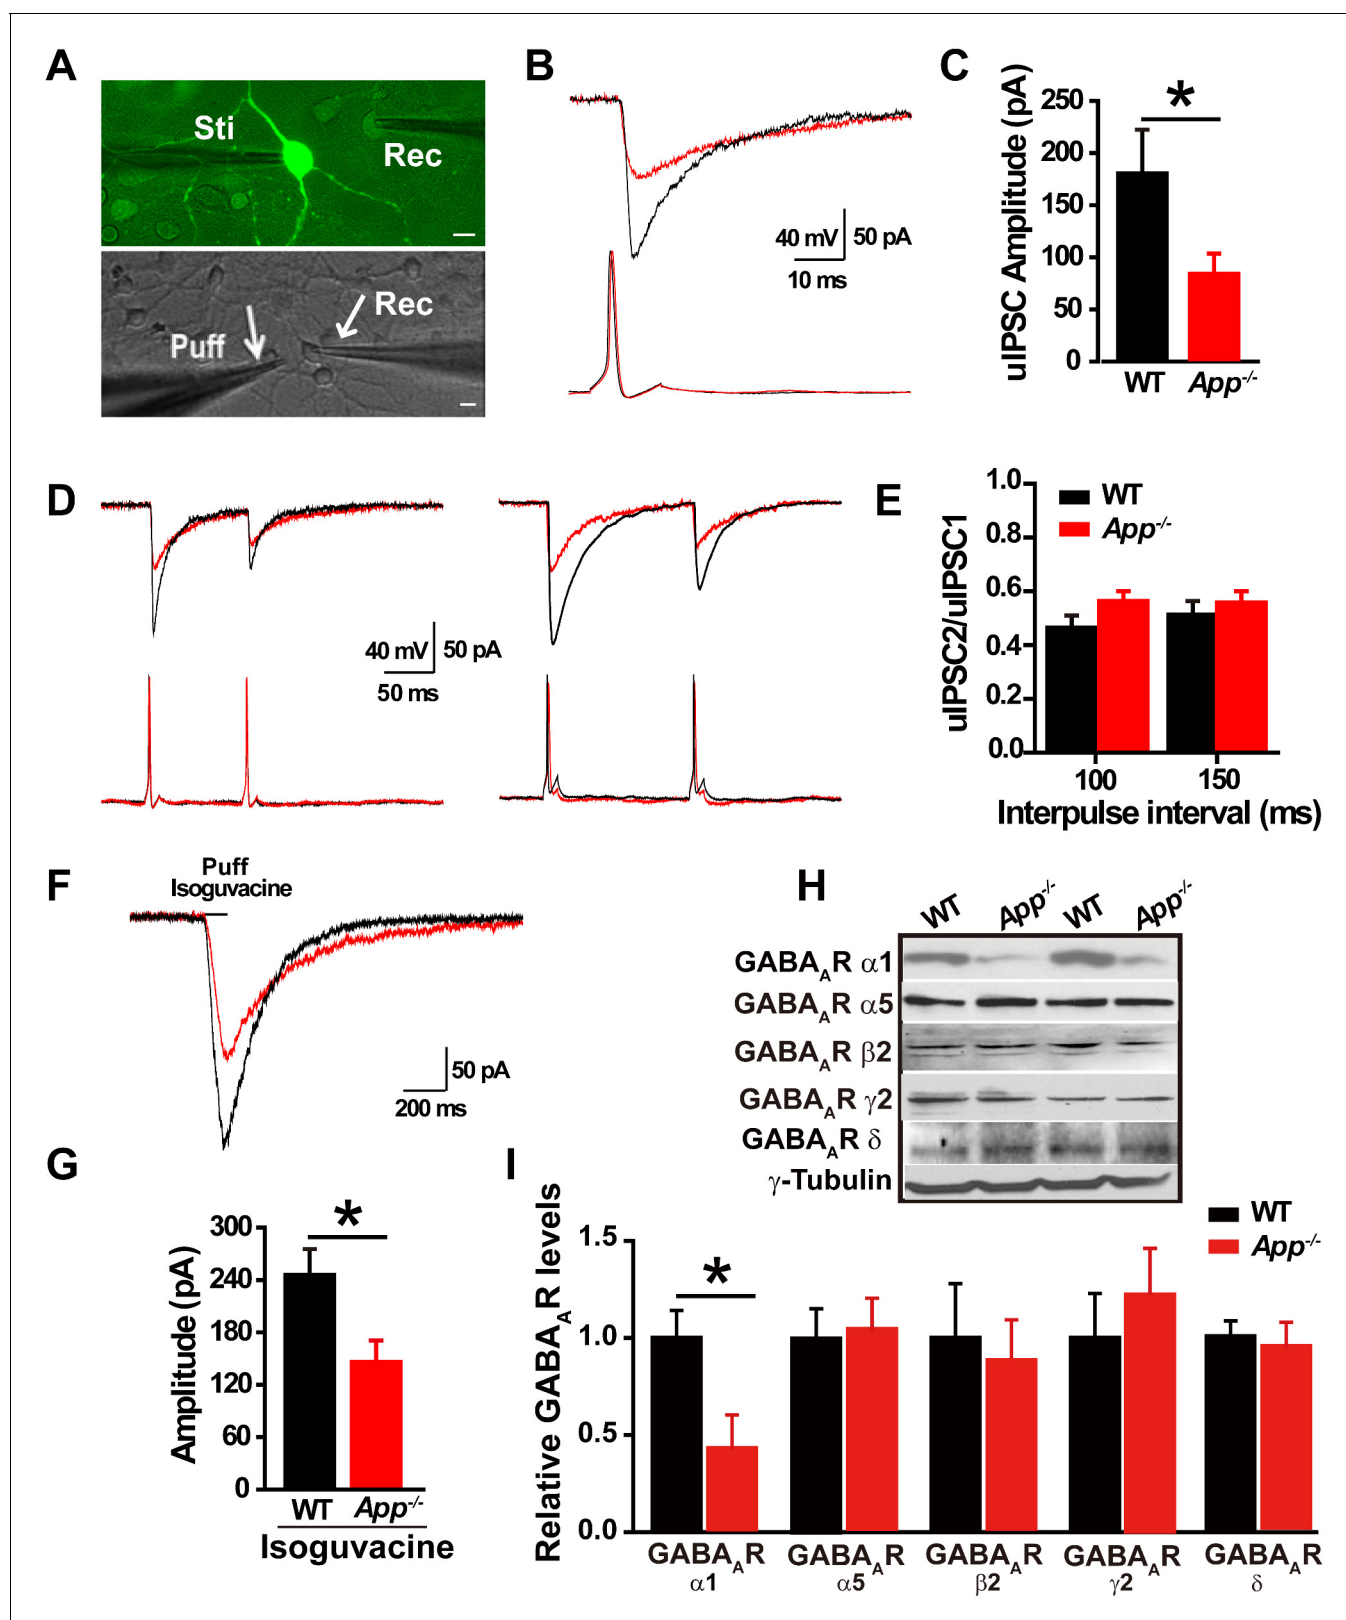 A
Sti
Rec
Puff
Rec
B
40 mV
50 pA
10 ms
C
uIPSC Amplitude (pA)
250
200
150
100
50
0
*
WT
App-/-
D
40 mV
50 pA
50 ms
E
uIPSC2/uIPSC1
1.0
0.8
0.6
0.4
0.2
0.0
WT
App-/-
100
150
Interpulse interval (ms)
F
Puff
Isoguvacine
50 pA
200 ms
G
Amplitude (pA)
300
240
180
120
60
0
*
WT
App-/-
Isoguvacine
H
WT
App-/-
WT
App-/-
GABAAR α1
GABAAR α5
GABAAR β2
GABAAR γ2
GABAAR δ
γ-Tubulin
I
Relative GABAAR levels
1.5
1.0
0.5
0.0
*
WT
App-/-
GABAAR
α1
GABAAR
α5
GABAAR
β2
GABAAR
γ2
GABAAR
δ